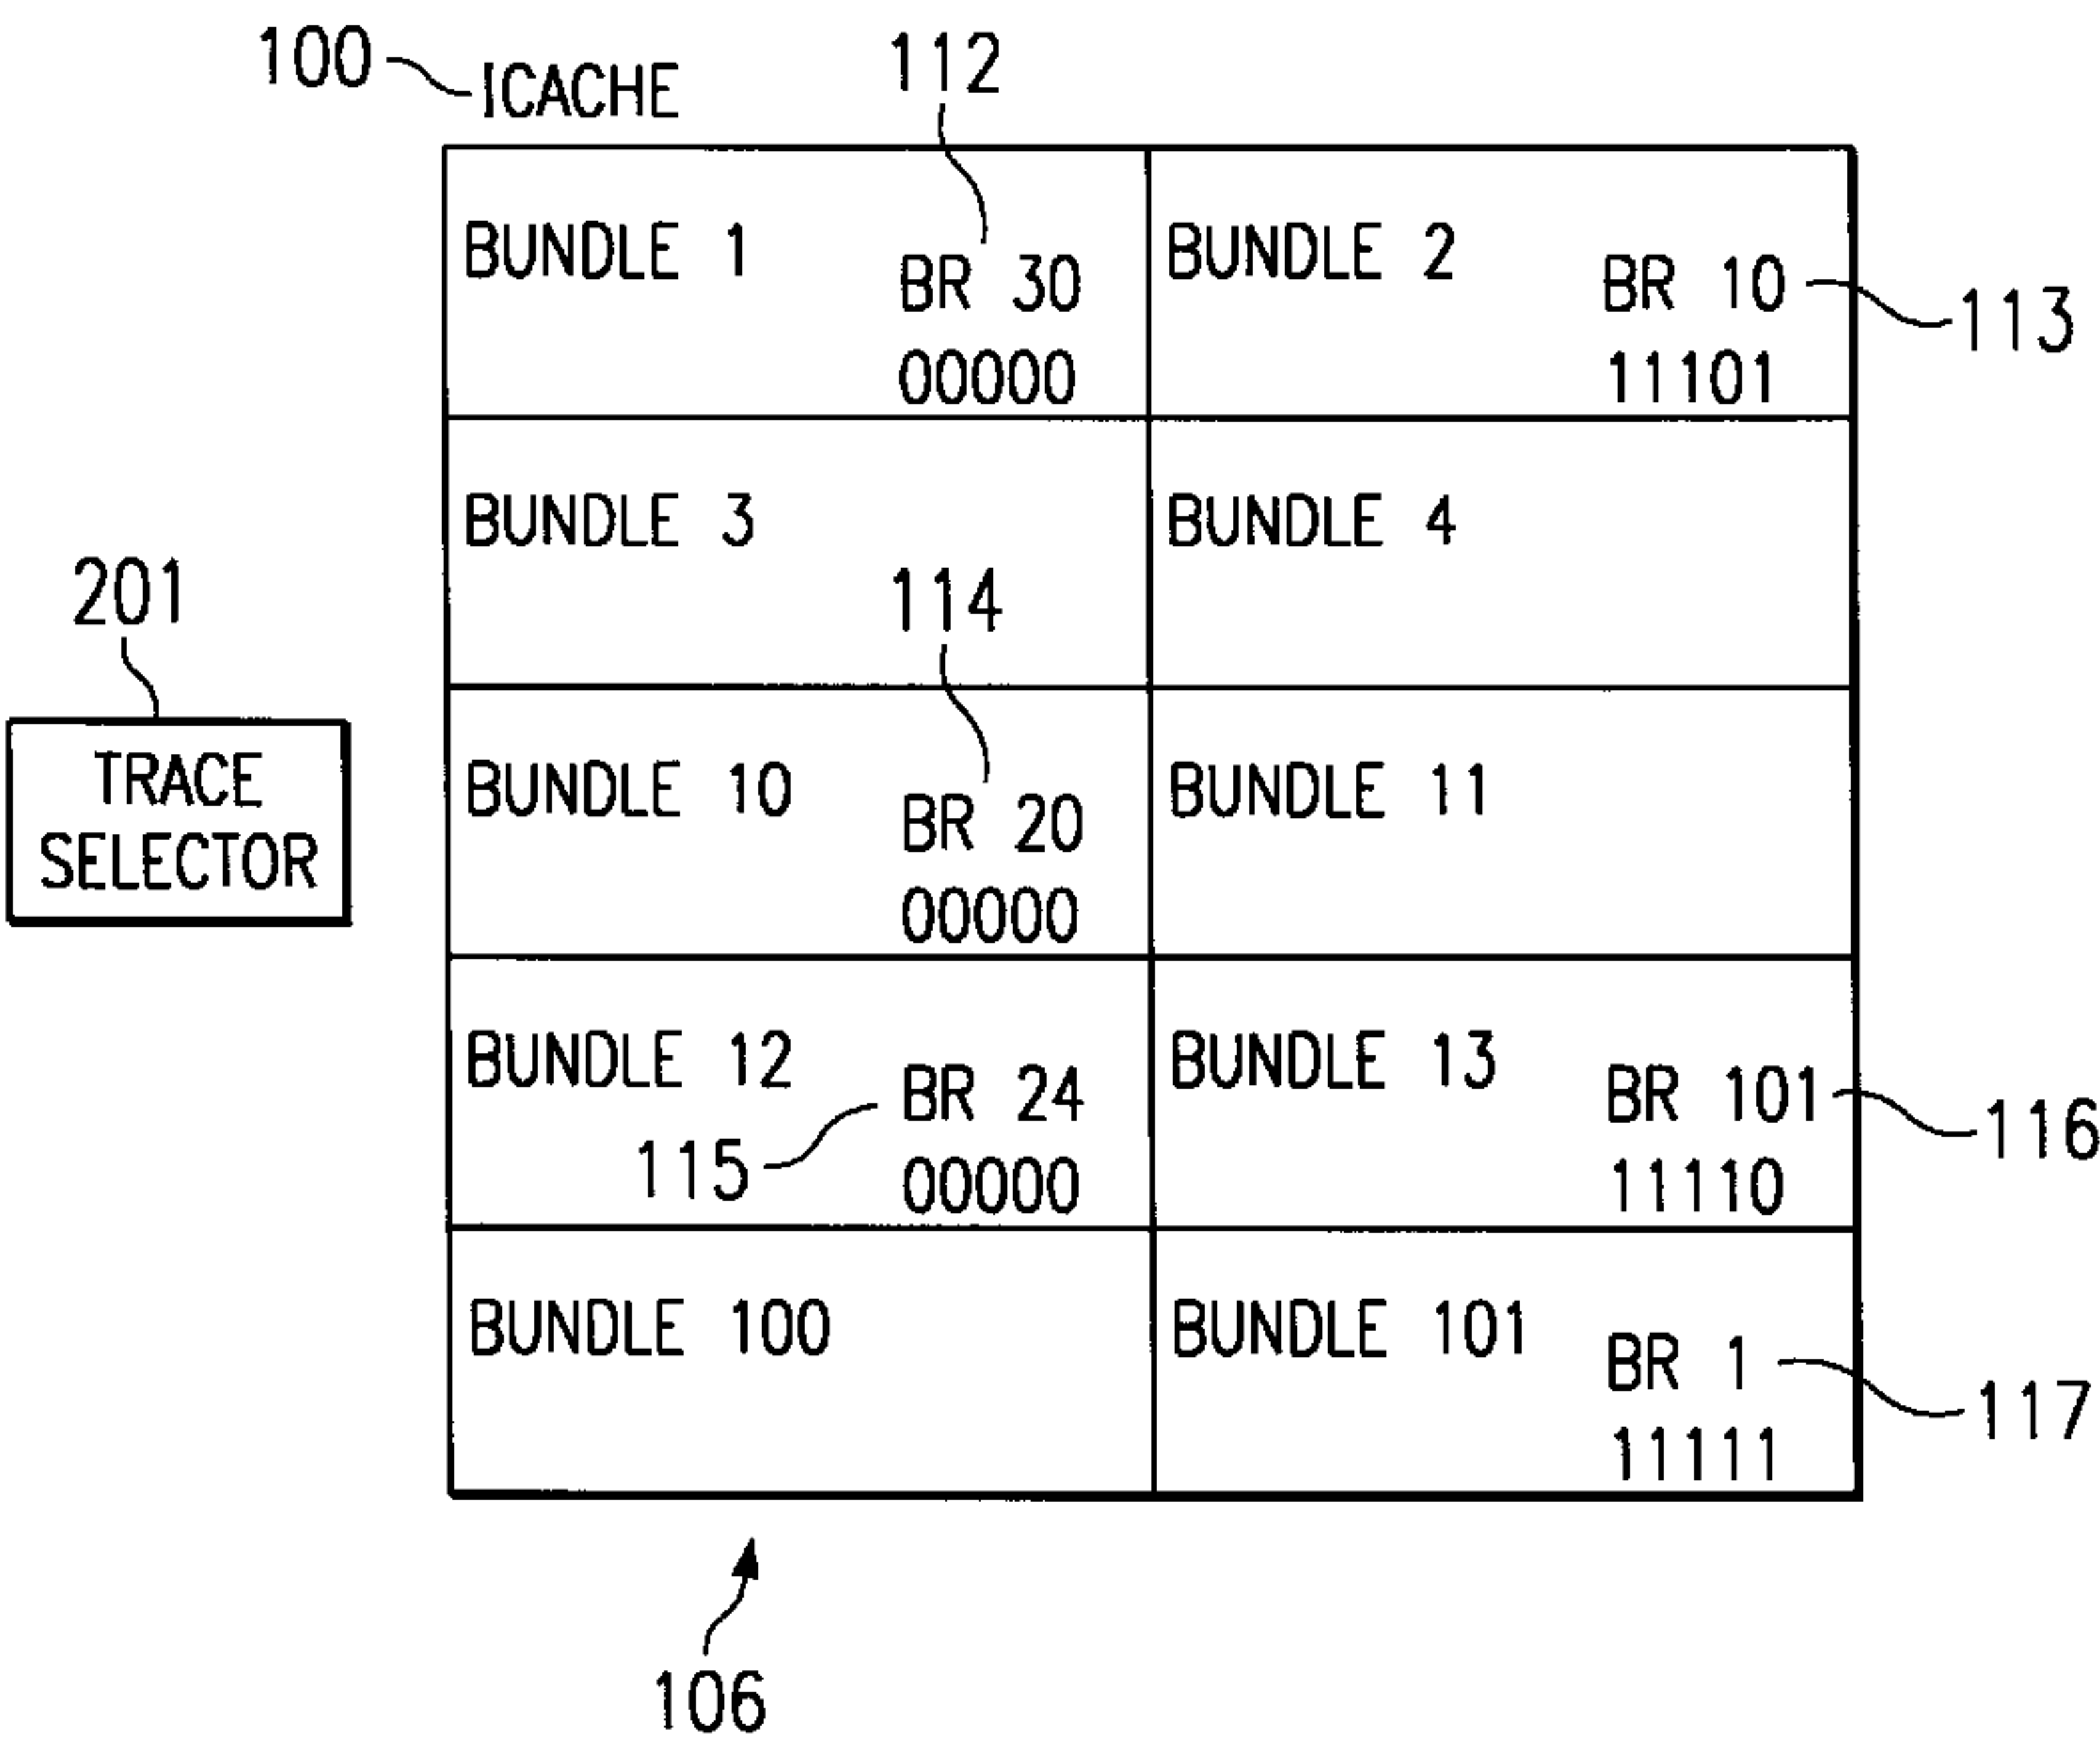 100 ICACHE 112
BUNDLE 1 BR 30 00000
BUNDLE 2 BR 10 11101
113
BUNDLE 3
BUNDLE 4
114
201
TRACE
SELECTOR
BUNDLE 10 BR 20 00000
BUNDLE 11
BUNDLE 12 BR 24 00000
115
BUNDLE 13 BR 101 11110
116
BUNDLE 100
BUNDLE 101 BR 1 11111
117
106